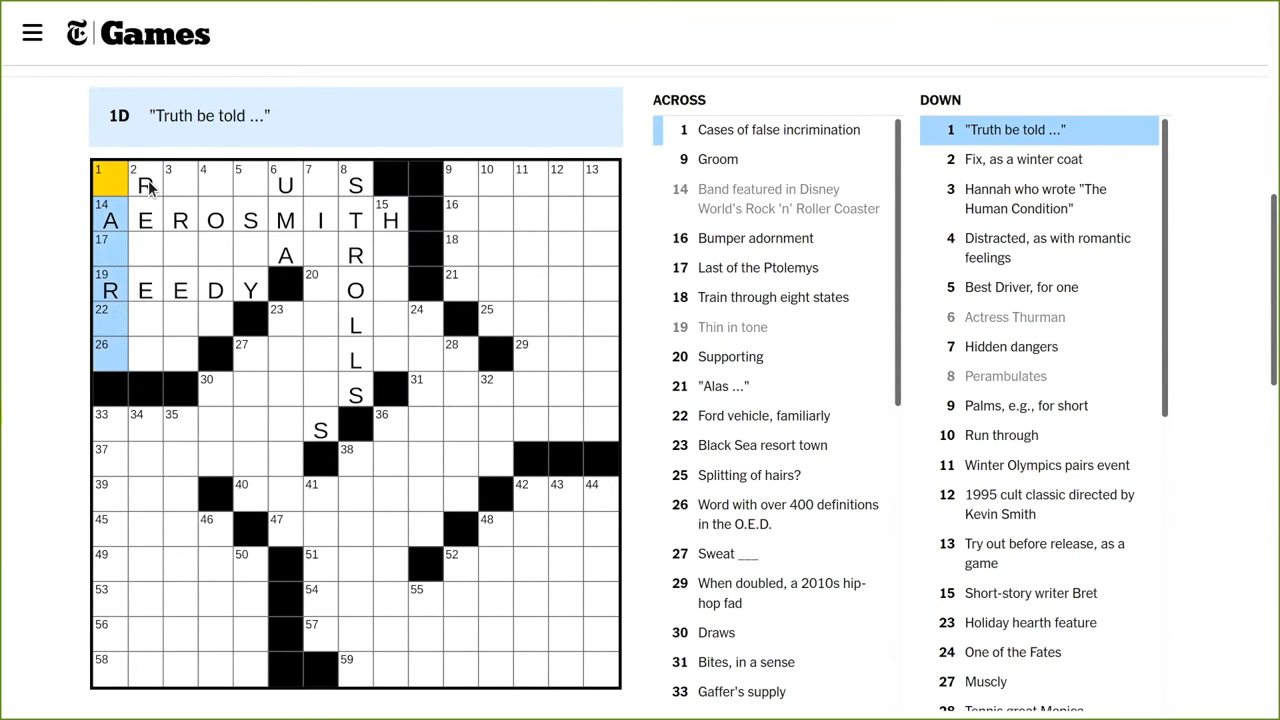 Games
1D "Truth be told ..."
1 2 R 3 4 5 6 U 7 8 S 9 10 11 12 13
14 A E R O S M I T 15 H 16
17 A R 18
19 R E E D Y 20 O 21
22 23 L 24 25
26 27 L 28 29
30 S 31 32
33 34 35 S 36
37 38
39 40 41 42 43 44
45 46 47 48
49 50 51 52
53 54 55
56 57
58 59
ACROSS
1 Cases of false incrimination
9 Groom
14 Band featured in Disney
World's Rock 'n' Roller Coaster
16 Bumper adornment
17 Last of the Ptolemys
18 Train through eight states
19 Thin in tone
20 Supporting
21 "Alas ..."
22 Ford vehicle, familiarly
23 Black Sea resort town
25 Splitting of hairs?
26 Word with over 400 definitions
in the O.E.D.
27 Sweat ___
29 When doubled, a 2010s hip-
hop fad
30 Draws
31 Bites, in a sense
33 Gaffer's supply
DOWN
1 "Truth be told ..."
2 Fix, as a winter coat
3 Hannah who wrote "The
Human Condition"
4 Distracted, as with romantic
feelings
5 Best Driver, for one
6 Actress Thurman
7 Hidden dangers
8 Perambulates
9 Palms, e.g., for short
10 Run through
11 Winter Olympics pairs event
12 1995 cult classic directed by
Kevin Smith
13 Try out before release, as a
game
15 Short-story writer Bret
23 Holiday hearth feature
24 One of the Fates
27 Muscly
28 Tennis great Monica